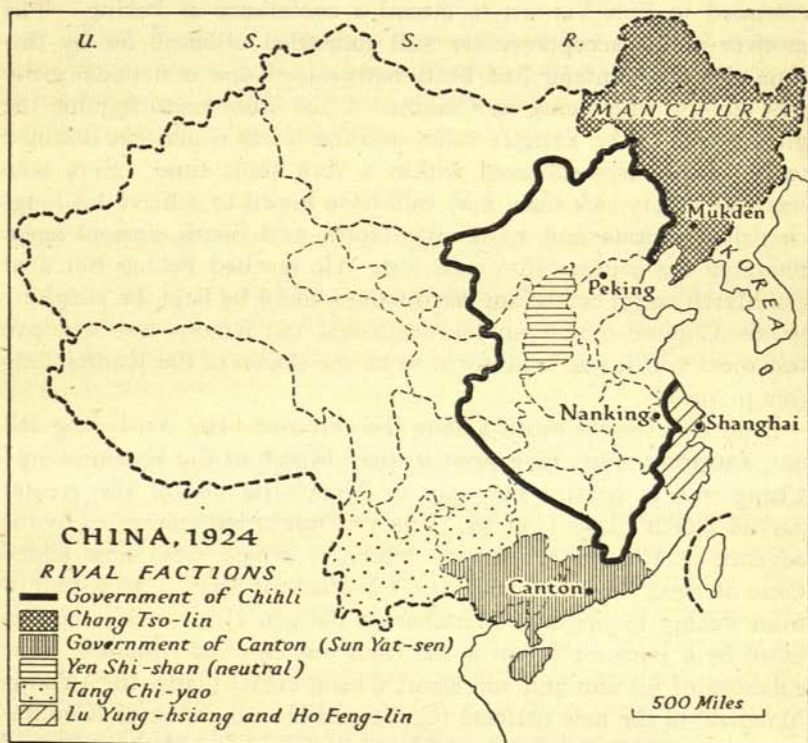 U. S. S. R.
MANCHURIA
Mukden
KOREA
Peking
Nanking
Shanghai
CHINA, 1924
RIVAL FACTIONS
Government of Chihli
Chang Tso-lin
Canton
Government of Canton (Sun Yat-sen)
Yen Shi-shan (neutral)
Tang Chi-yao
500 Miles
Lu Yung-hsiang and Ho Feng-lin